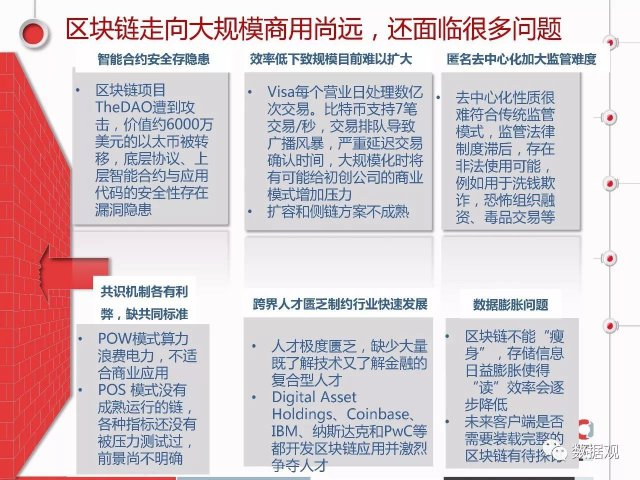 区块链走向大规模商用尚远，还面临很多问题
智能合约安全存隐患
• 区块链项目
TheDAO遭到攻
击，价值约6000万
美元的以太币被转
移，底层协议、上
层智能合约与应用
代码的安全性存在
漏洞隐患
效率低下致规模目前难以扩大
• Visa每个营业日处理数亿
次交易。比特币支持7笔
交易/秒，交易排队导致
广播风暴，严重延迟交易
确认时间，大规模化时将
有可能给初创公司的商业
模式增加压力
• 扩容和侧链方案不成熟
匿名去中心化加大监管难度
• 去中心化性质很
难符合传统监管
模式，监管法律
制度滞后，存在
非法使用可能，
例如用于洗钱欺
诈，恐怖组织融
资、毒品交易等
共识机制各有利
弊，缺共同标准
• POW模式算力
浪费电力，不适
合商业应用
• POS 模式没有
成熟运行的链，
各种指标还没有
被压力测试过，
前景尚不明确
跨界人才匮乏制约行业快速发展
• 人才极度匮乏，缺少大量
既了解技术又了解金融的
复合型人才
• Digital Asset
Holdings、Coinbase、
IBM、纳斯达克和PwC等
都开发区块链应用并激烈
争夺人才
数据膨胀问题
• 区块链不能“瘦
身”，存储信息
日益膨胀使得
“读”效率会逐
步降低
• 未来客户端是否
需要装载完整的
区块链有待探
数据观